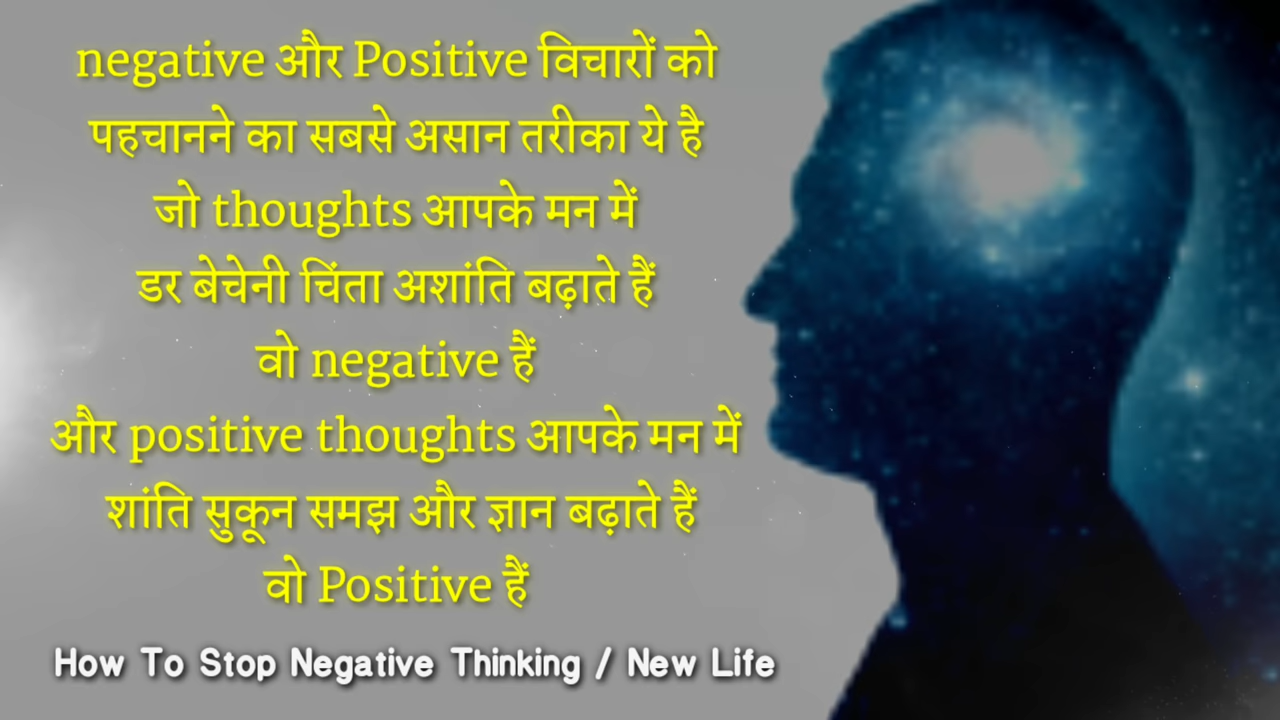 negative और Positive विचारों को
पहचानने का सबसे असान तरीका ये है
जो thoughts आपके मन में
डर बेचेनी चिंता अशांति बढ़ाते हैं
वो negative हैं
और positive thoughts आपके मन में
शांति सुकून समझ और ज्ञान बढ़ाते हैं
वो Positive हैं
How To Stop Negative Thinking / New Life